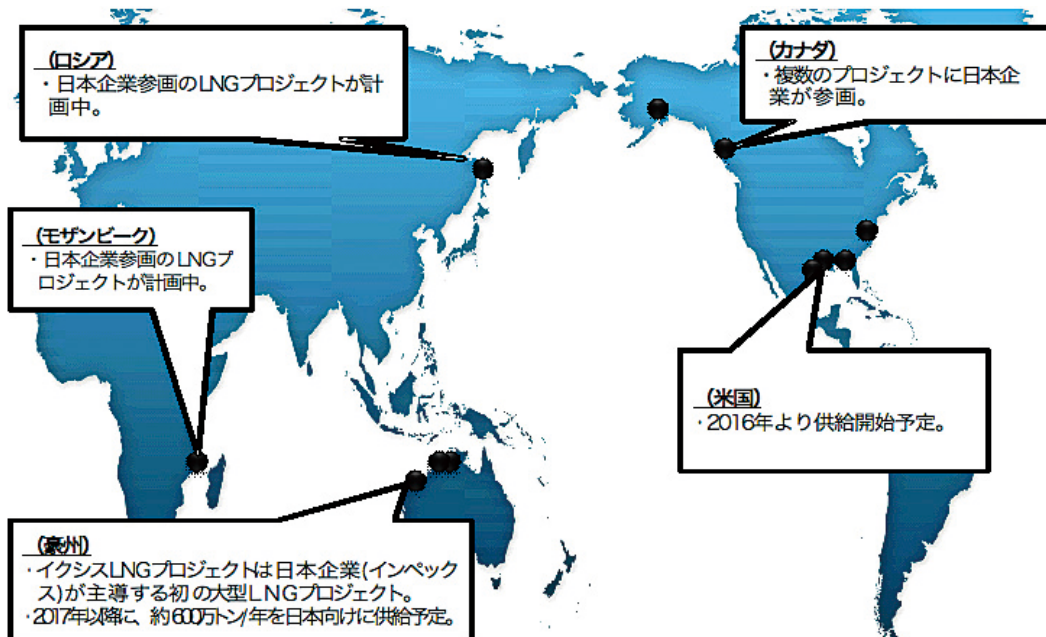 (ロシア)
・日本企業参画のLNGプロジェクトが計
画中。
(カナダ)
・複数のプロジェクトに日本企
業が参画。
(モザンビーク)
・日本企業参画のLNGプ
ロジェクトが計画中。
(米国)
・2016年より供給開始予定。
(豪州)
・イクシスLNGプロジェクトは日本企業(インペック
ス)が主導する初の大型LNGプロジェクト。
・2017年以降に、約600万トン/年を日本向けに供給予定。